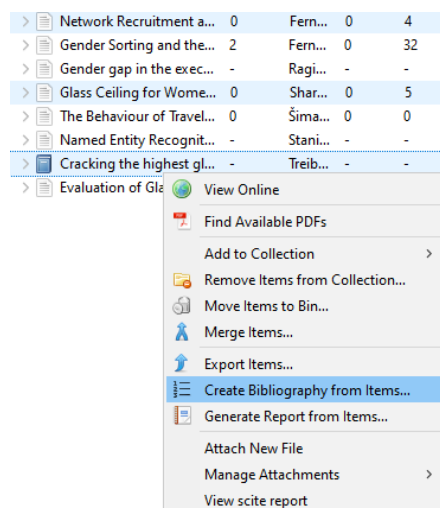 Network Recruitment a... 0 Fern... 0 4
Gender Sorting and the... 2 Fern... 0 32
Gender gap in the exec... - Ragi... - -
Glass Ceiling for Wome... 0 Shar... 0 5
The Behaviour of Travel... 0 Šima... 0 0
Named Entity Recognit... - Stani... - -
Cracking the highest gl... - Treib... - -
Evaluation of Gla
View Online
Find Available PDFs
Add to Collection
Remove Items from Collection...
Move Items to Bin...
Merge Items...
Export Items...
Create Bibliography from Items...
Generate Report from Items...
Attach New File
Manage Attachments
View scite report